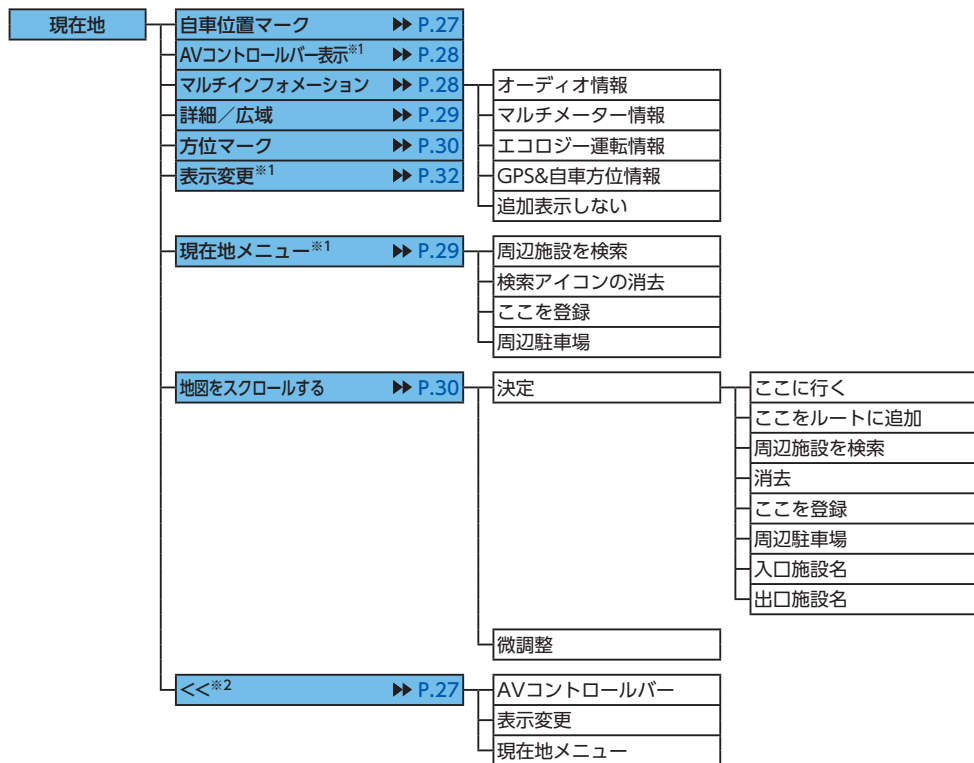 現在地
自車位置マーク ▶▶ P.27
AVコントロールバー表示※1 ▶▶ P.28
マルチインフォメーション ▶▶ P.28
詳細／広域 ▶▶ P.29
方位マーク ▶▶ P.30
表示変更※1 ▶▶ P.32
オーディオ情報
マルチメーター情報
エコロジー運転情報
GPS&自車方位情報
追加表示しない
現在地メニュー※1 ▶▶ P.29
周辺施設を検索
検索アイコンの消去
ここを登録
周辺駐車場
地図をスクロールする ▶▶ P.30
決定
ここに行く
ここをルートに追加
周辺施設を検索
消去
ここを登録
周辺駐車場
入口施設名
出口施設名
微調整
<<※2 ▶▶ P.27
AVコントロールバー
表示変更
現在地メニュー